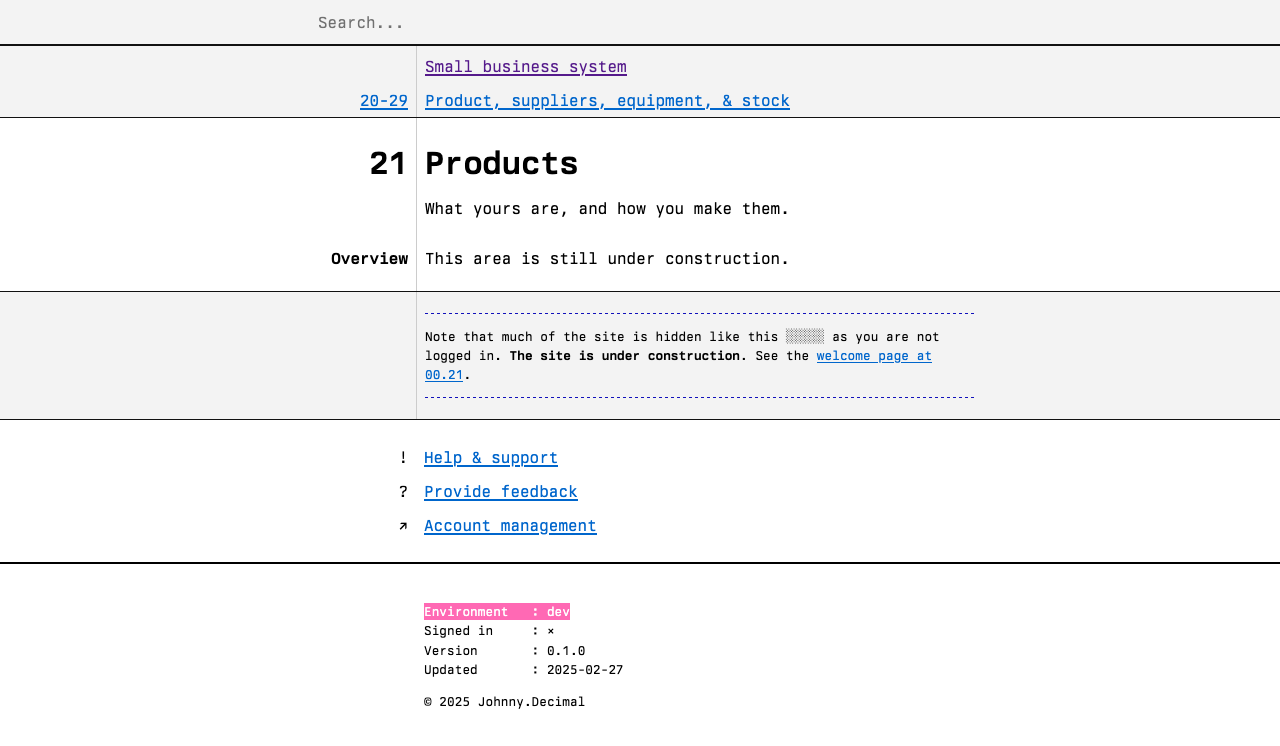 Search...
Small business system
20-29 Product, suppliers, equipment, & stock
21 Products
What yours are, and how you make them.
Overview This area is still under construction.
Note that much of the site is hidden like this ░░░░░ as you are not
logged in. The site is under construction. See the welcome page at
00.21.
! Help & support
? Provide feedback
↗ Account management
Environment : dev
Signed in : ×
Version : 0.1.0
Updated : 2025-02-27
© 2025 Johnny.Decimal